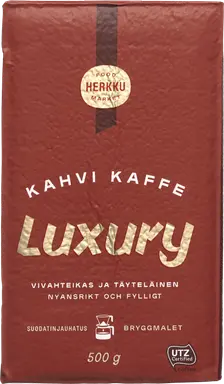 FOOD
HERKKU
MARKET
KAHVI KAFFE
Luxury
VIVAHTEIKAS JA TÄYTELÄINEN
NYANSRIKT OCH FYLLIGT
SUODATINJAUHATUS BRYGGMALET
500 g
UTZ
Certified